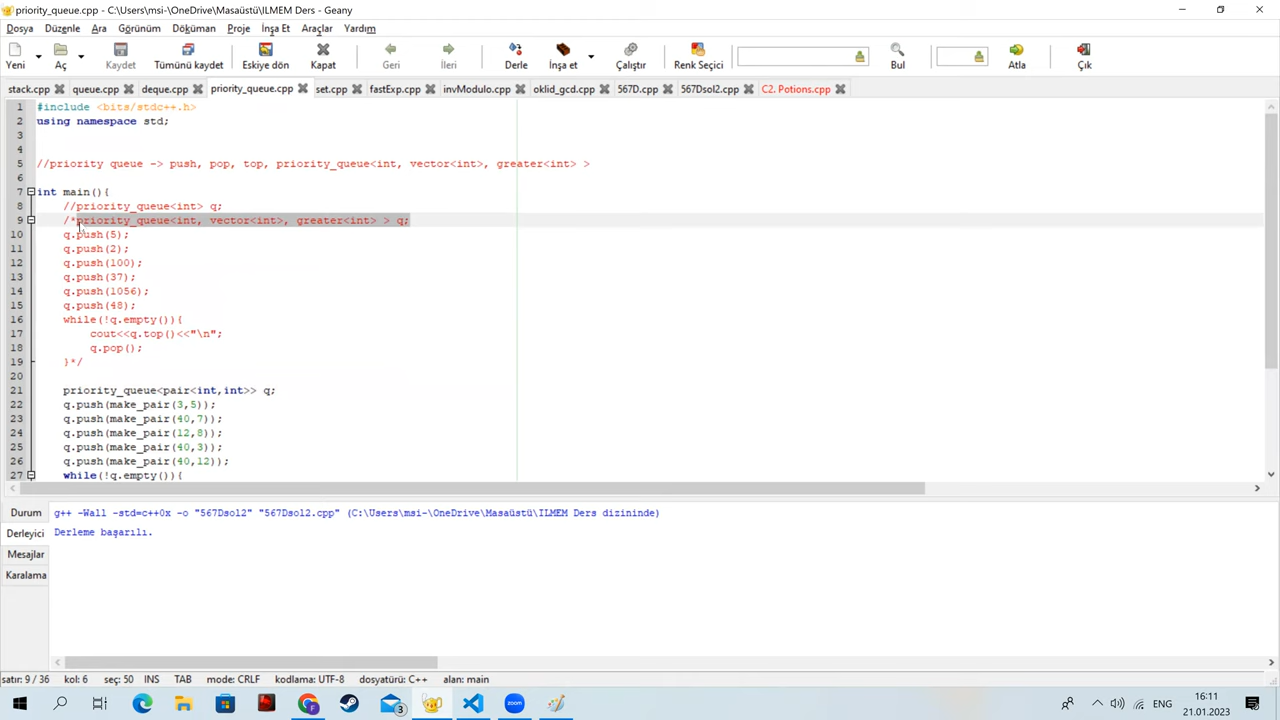 priority_queue.cpp - C:\Users\msi-\OneDrive\Masaüstü\ILMEM Ders - Geany
Dosya Düzenle Ara Görünüm Döküman Proje İnşa Et Araçlar Yardım
Yeni Aç Kaydet Tümünü kaydet Eskiye dön Kapat Geri İleri Derle İnşa et Çalıştır Renk Seçici Bul Atla Çık
stack.cpp queue.cpp deque.cpp priority_queue.cpp set.cpp fastExp.cpp invModulo.cpp oklid_gcd.cpp 567D.cpp 567Dsol2.cpp C2. Potions.cpp
1 #include <bits/stdc++.h>
2 using namespace std;
3
4
5 //priority queue -> push, pop, top, priority_queue<int, vector<int>, greater<int> >
6
7 int main(){
8 //priority_queue<int> q;
9 /*priority_queue<int, vector<int>, greater<int> > q;
10 q.push(5);
11 q.push(2);
12 q.push(100);
13 q.push(37);
14 q.push(1056);
15 q.push(48);
16 while(!q.empty()){
17 cout<<q.top()<<"\n";
18 q.pop();
19 }*/
20
21 priority_queue<pair<int,int>> q;
22 q.push(make_pair(3,5));
23 q.push(make_pair(40,7));
24 q.push(make_pair(12,8));
25 q.push(make_pair(40,3));
26 q.push(make_pair(40,12));
27 while(!q.empty()){
Durum g++ -Wall -std=c++0x -o "567Dsol2" "567Dsol2.cpp" (C:\Users\msi-\OneDrive\Masaüstü\ILMEM Ders dizininde)
Derleyici Derleme başarılı.
Mesajlar
Karalama
satır: 9 / 36 kol: 6 seç: 50 INS TAB mode: CRLF kodlama: UTF-8 dosyatürü: C++ alan: main
3 zoom ENG 16:11
21.01.2023